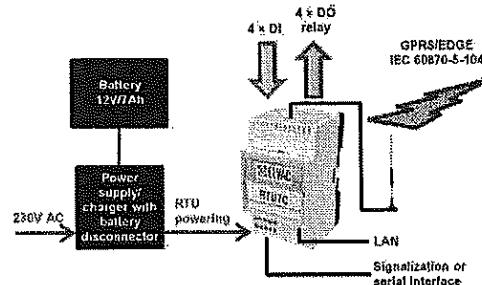 4 x DI
4 x DO
relay
GPRS/EDGE
IEC 60870-5-104
Battery
12V/7Ah
Power
supply/
charger with
battery
disconnector
230V AC
RTU
powering
RTU7C
LAN
Signalization or
serial interface